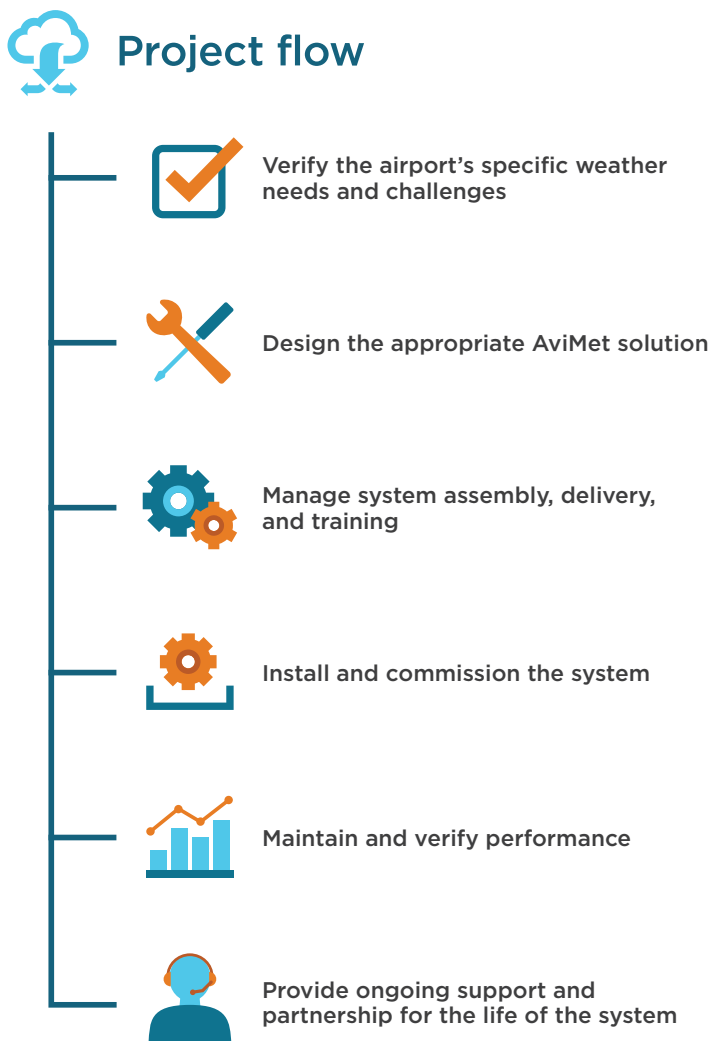 Project flow
Verify the airport’s specific weather
needs and challenges
Design the appropriate AviMet solution
Manage system assembly, delivery,
and training
Install and commission the system
Maintain and verify performance
Provide ongoing support and
partnership for the life of the system